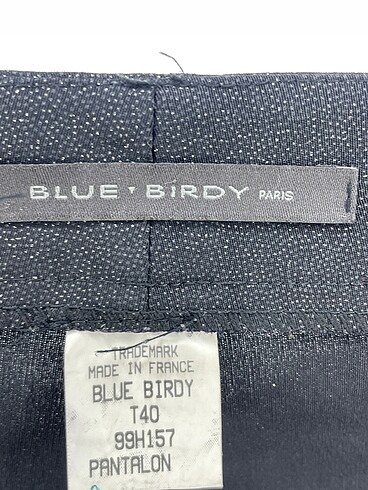 BLUE ▾ BiRDY PARIS
TRADEMARK
MADE IN FRANCE
BLUE BIRDY
T40
99H157
PANTALON